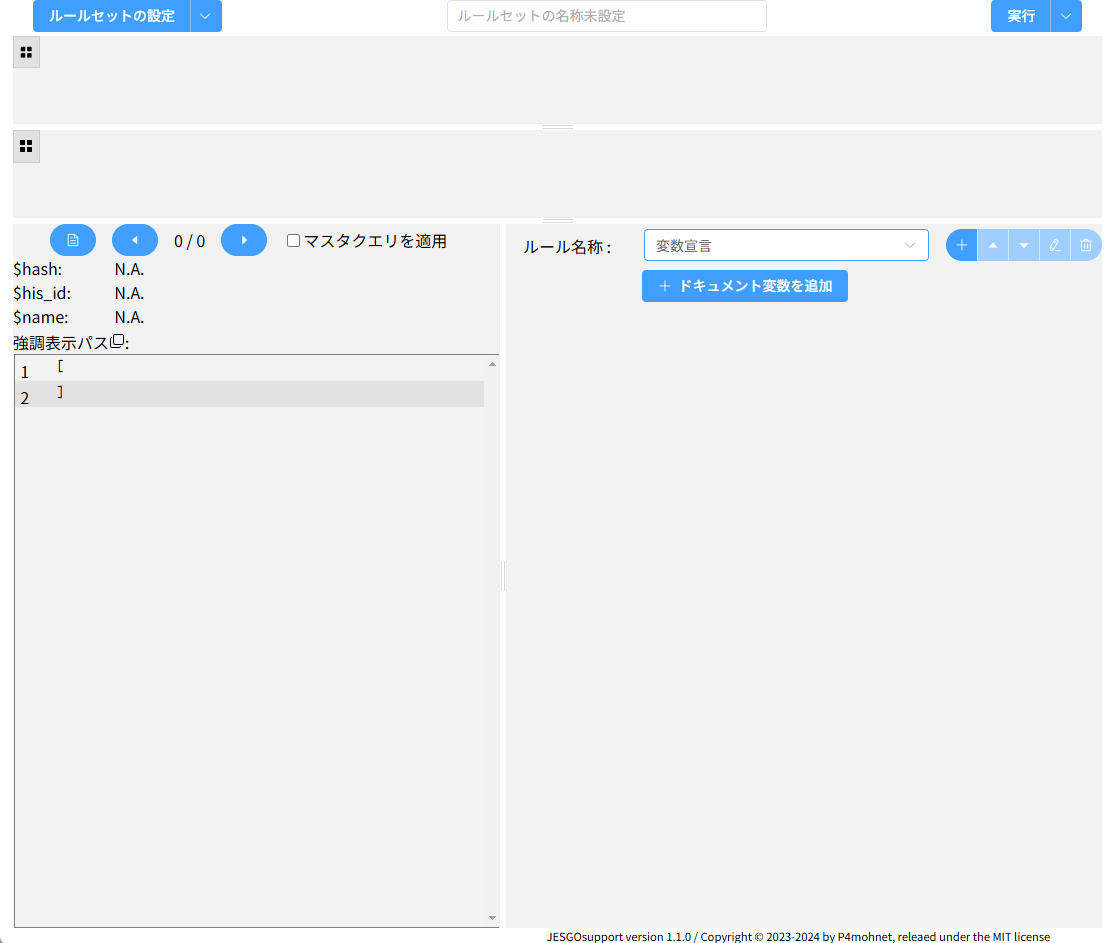 ルールセットの設定
ルールセットの名称未設定
実行
0 / 0
マスタクエリを適用
$hash: N.A.
$his_id: N.A.
$name: N.A.
強調表示パス:
1 [
2 ]
ルール名称 :
変数宣言
ドキュメント変数を追加
JESGOsupport version 1.1.0 / Copyright © 2023-2024 by P4mohnet, releaed under the MIT license